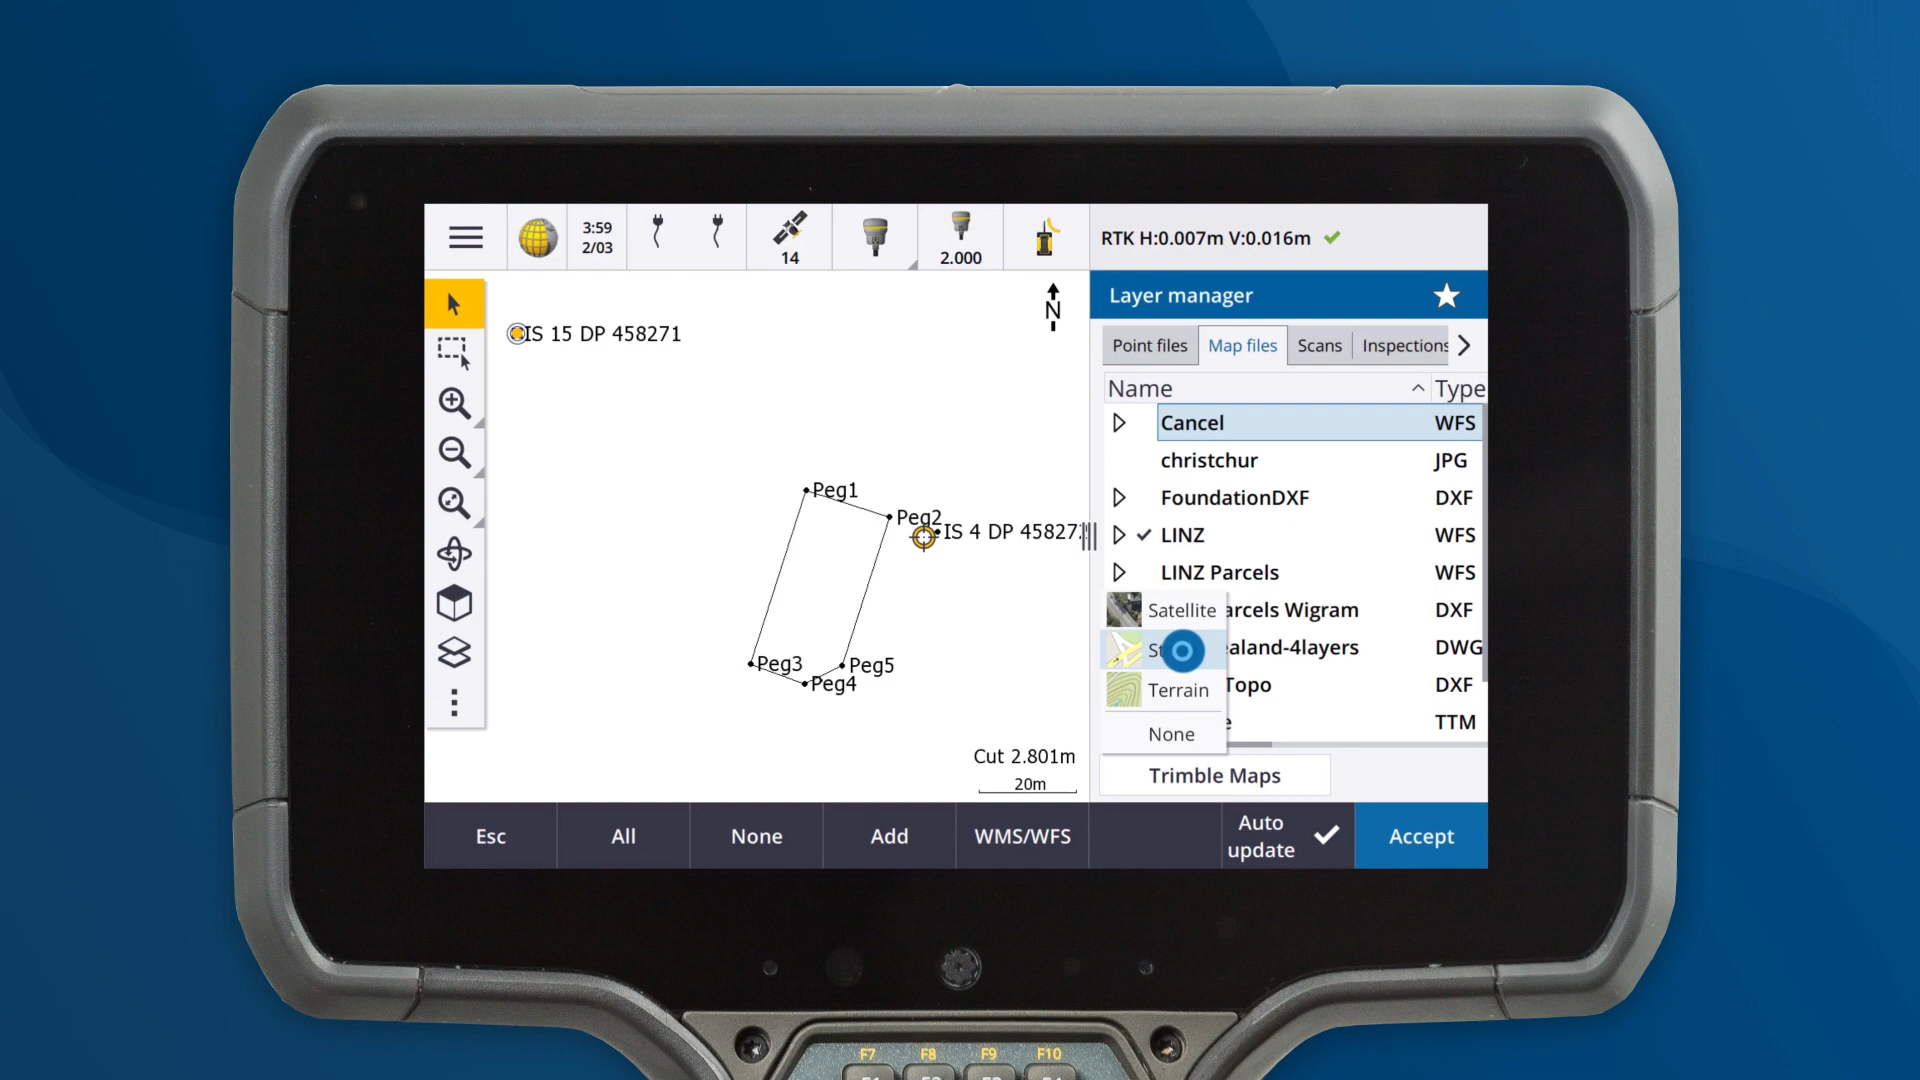 3:59
2/03
14
2.000
RTK H:0.007m V:0.016m
Layer manager
Point files
Map files
Scans
Inspections
Name
Type
Cancel WFS
christchur JPG
FoundationDXF DXF
LINZ WFS
LINZ Parcels WFS
arcels Wigram DXF
ealand-4layers DWG
Topo DXF
TTM
Satellite
Terrain
None
Trimble Maps
N
IS 15 DP 458271
Peg1
Peg2
IS 4 DP 45827
Peg3
Peg4
Peg5
Cut 2.801m
20m
Esc
All
None
Add
WMS/WFS
Auto
update
Accept
F7
F8
F9
F10